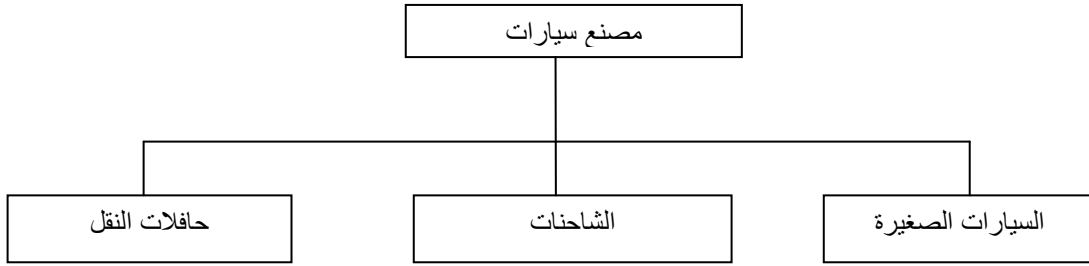 مصنع سيارات
السيارات الصغيرة
الشاحنات
حافلات النقل